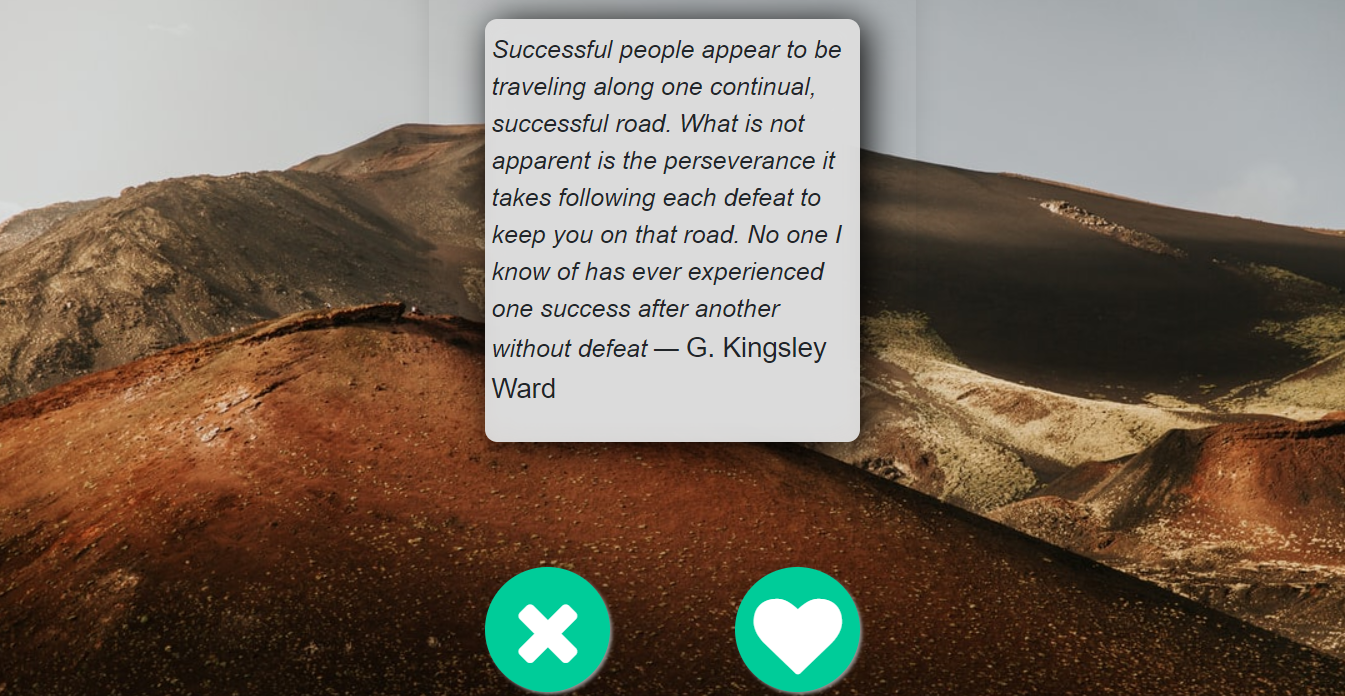 Successful people appear to be
traveling along one continual,
successful road. What is not
apparent is the perseverance it
takes following each defeat to
keep you on that road. No one I
know of has ever experienced
one success after another
without defeat — G. Kingsley
Ward